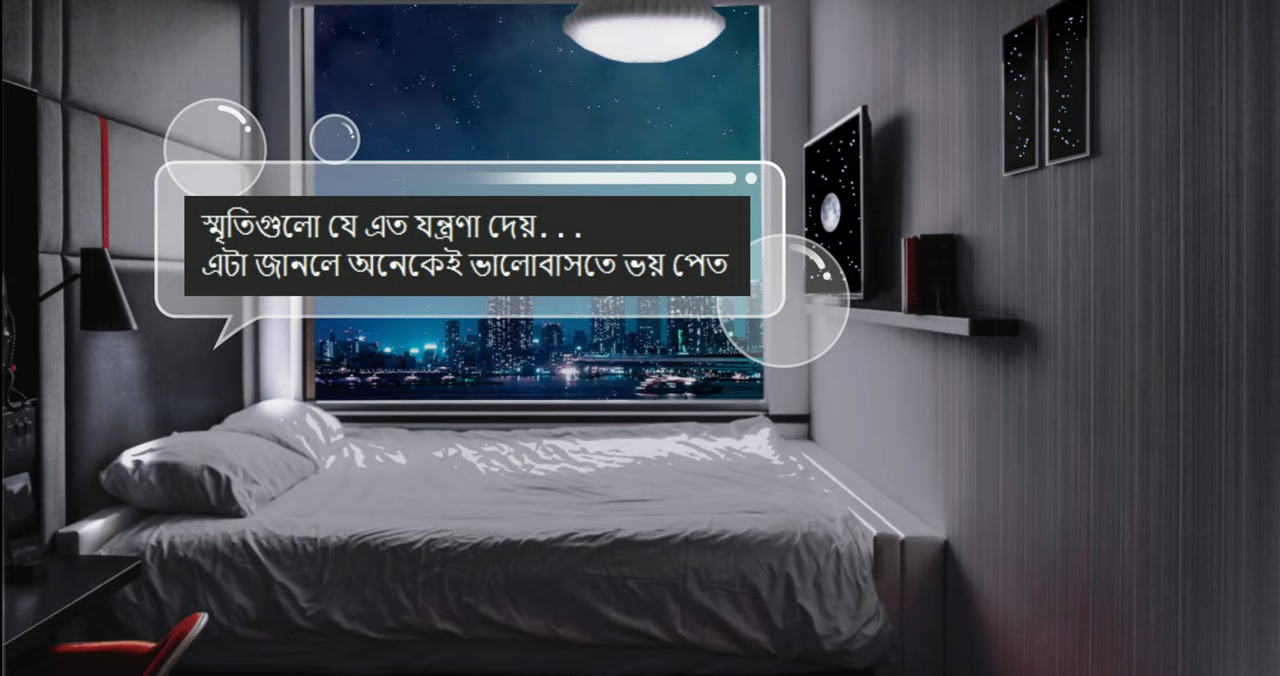 স্মৃতিগুলো যে এত যন্ত্রণা দেয়...
এটা জানলে অনেকেই ভালোবাসতে ভয় পেত